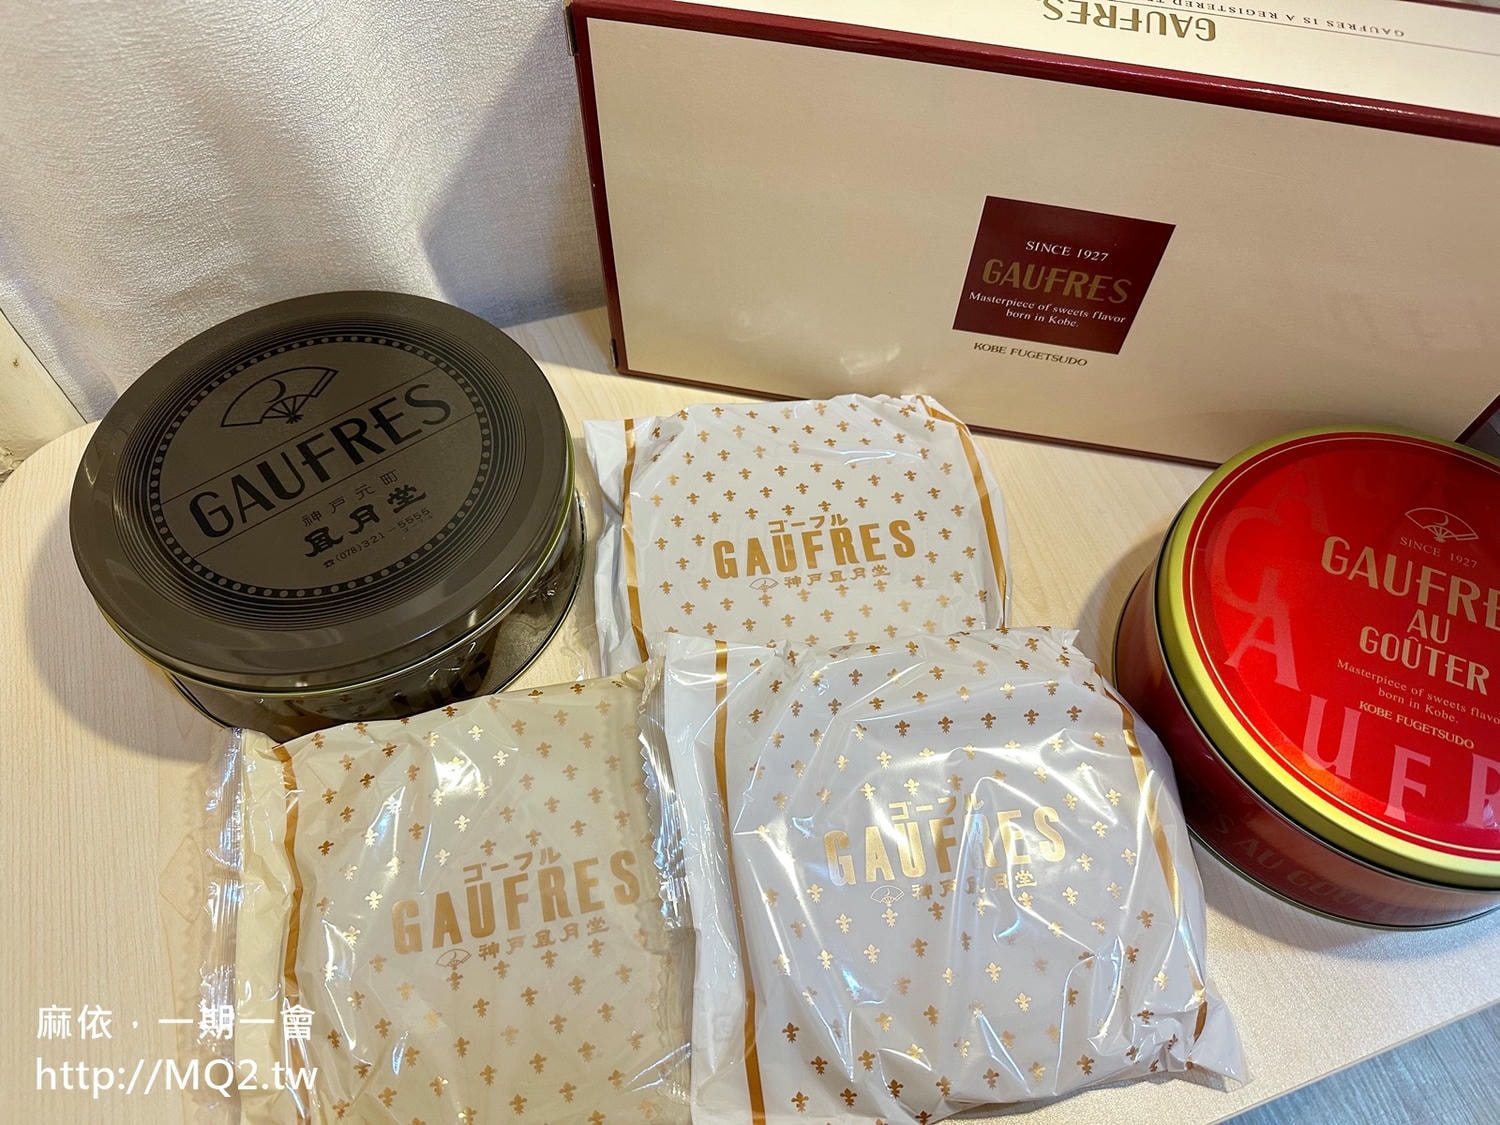 GAUFRES
GAUFRES IS A REGISTERED
SINCE 1927
GAUFRES
Masterpiece of sweets flavor
born in Kobe.
KOBE FUGETSUDO
GAUFRES
神戸元町
風月堂
☎(078)321-5555
ゴーフル
GAUFRES
神戸風月堂
SINCE 1927
GAUFRE
AU
GOÛTER
Masterpiece of sweets flavo
born in Kobe.
KOBE FUGETSUDO
GAUFR
ゴーフル
GAUFRES
神戸風月堂
ゴーフル
GAUFRES
神戸風月堂
麻依，一期一會
http://MQ2.tw